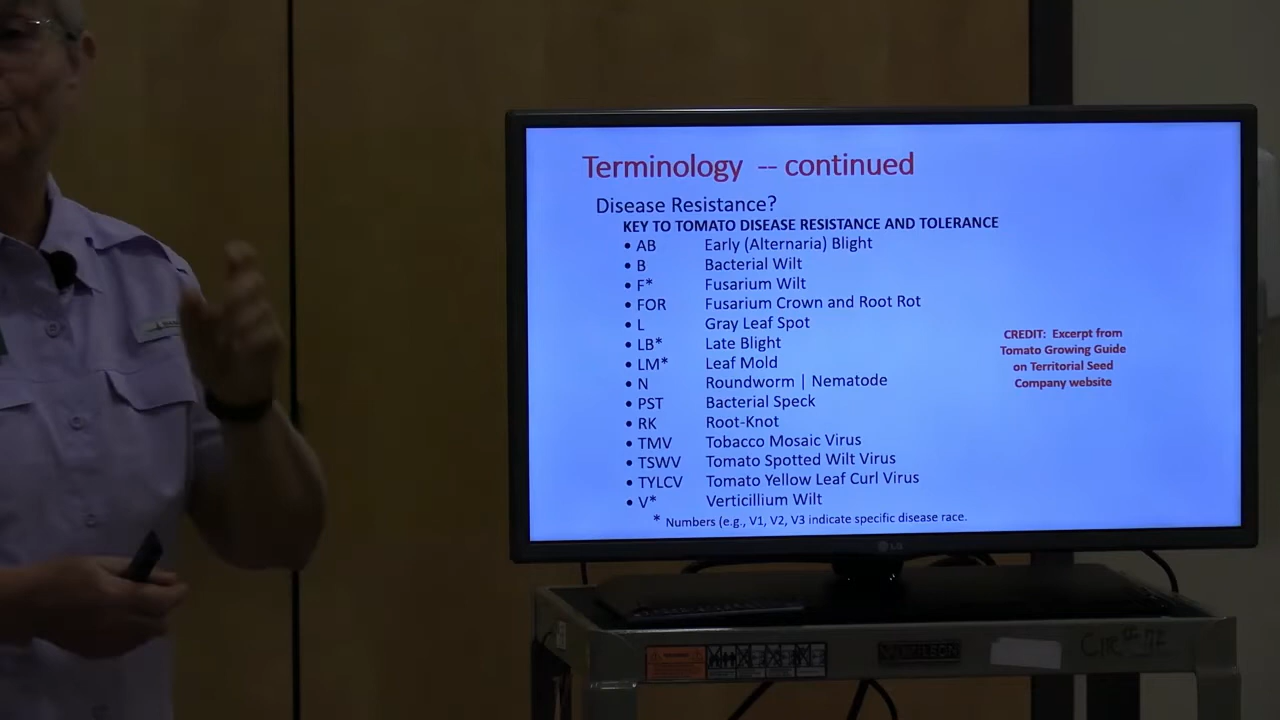 Terminology -- continued
Disease Resistance?
KEY TO TOMATO DISEASE RESISTANCE AND TOLERANCE
• AB Early (Alternaria) Blight
• B Bacterial Wilt
• F* Fusarium Wilt
• FOR Fusarium Crown and Root Rot
• L Gray Leaf Spot
• LB* Late Blight
• LM* Leaf Mold
• N Roundworm | Nematode
• PST Bacterial Speck
• RK Root-Knot
• TMV Tobacco Mosaic Virus
• TSWV Tomato Spotted Wilt Virus
• TYLCV Tomato Yellow Leaf Curl Virus
• V* Verticillium Wilt
* Numbers (e.g., V1, V2, V3 indicate specific disease race.
CREDIT: Excerpt from
Tomato Growing Guide
on Territorial Seed
Company website
LG